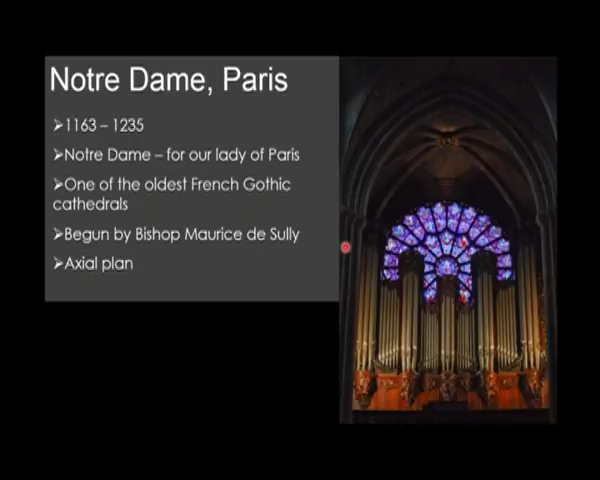 Notre Dame, Paris
➢1163 – 1235
➢Notre Dame – for our lady of Paris
➢One of the oldest French Gothic
cathedrals
➢Begun by Bishop Maurice de Sully
➢Axial plan